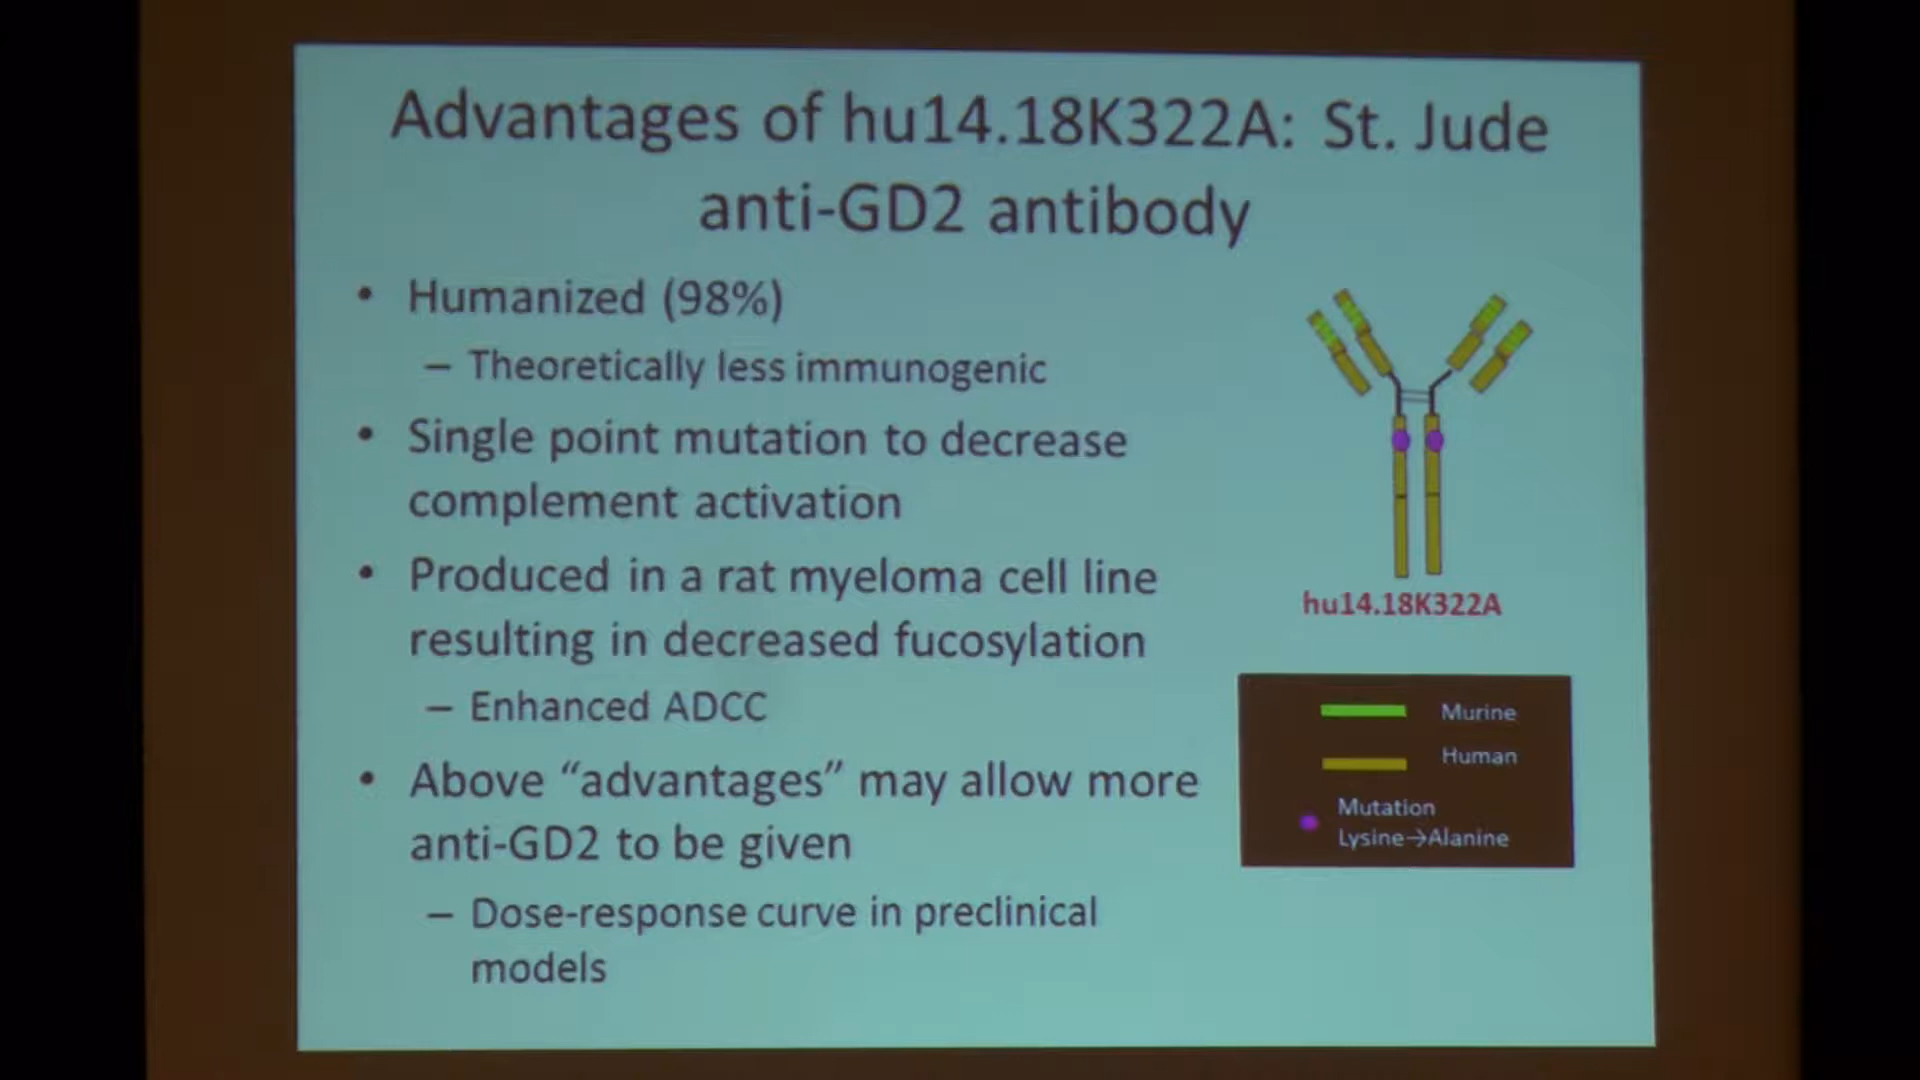 Advantages of hu14.18K322A: St. Jude
anti-GD2 antibody
• Humanized (98%)
– Theoretically less immunogenic
• Single point mutation to decrease
complement activation
• Produced in a rat myeloma cell line
resulting in decreased fucosylation
– Enhanced ADCC
• Above “advantages” may allow more
anti-GD2 to be given
– Dose-response curve in preclinical
models
hu14.18K322A
Murine
Human
Mutation
Lysine→Alanine